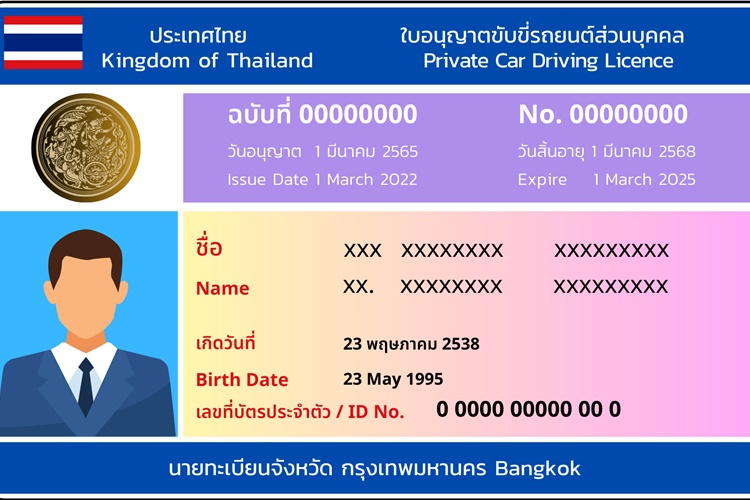 ประเทศไทย
Kingdom of Thailand
ใบอนุญาตขับขี่รถยนต์ส่วนบุคคล
Private Car Driving Licence
ฉบับที่ 00000000
No. 00000000
วันอนุญาต 1 มีนาคม 2565
วันสิ้นอายุ 1 มีนาคม 2568
Issue Date 1 March 2022
Expire 1 March 2025
ชื่อ xxx xxxxxxxx xxxxxxxxx
Name xx. xxxxxxxx xxxxxxxxx
เกิดวันที่ 23 พฤษภาคม 2538
Birth Date 23 May 1995
เลขที่บัตรประจำตัว / ID No. 0 0000 00000 00 0
นายทะเบียนจังหวัด กรุงเทพมหานคร Bangkok